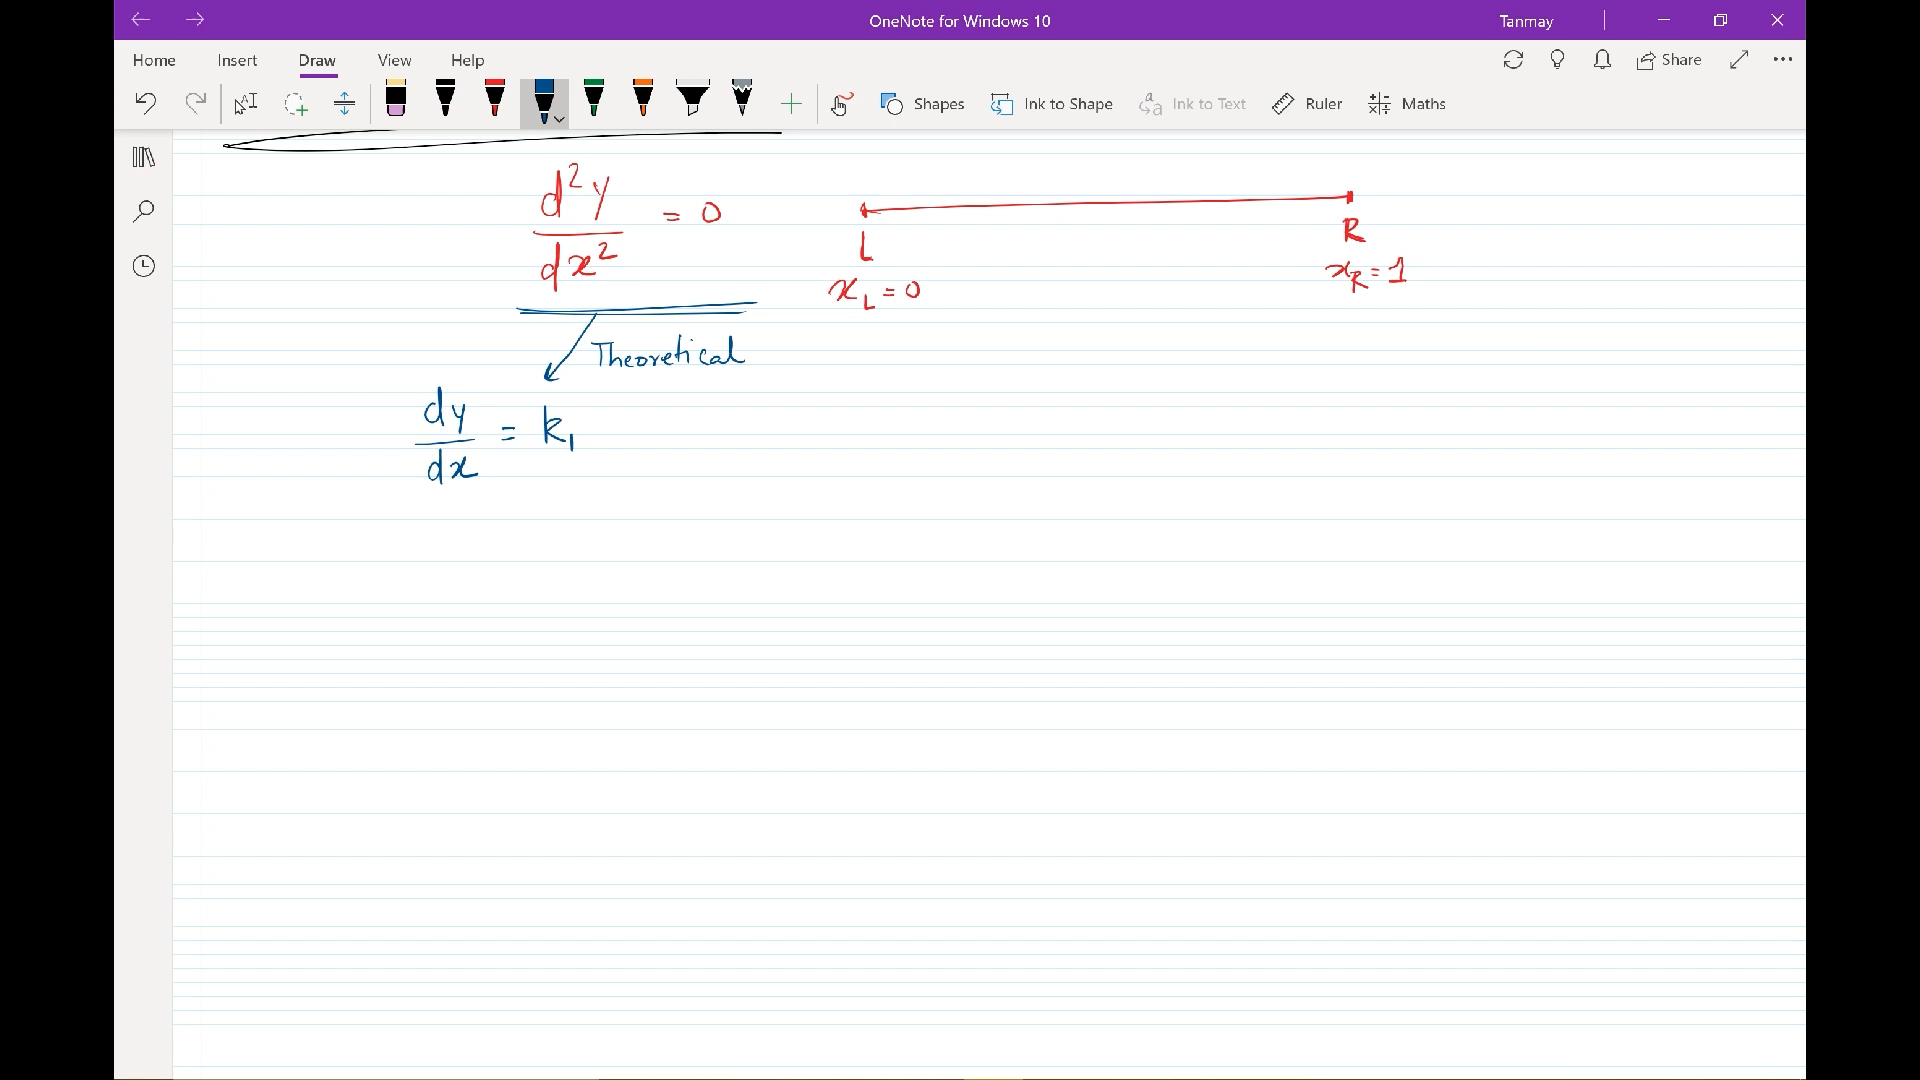 OneNote for Windows 10
Tanmay
Home Insert Draw View Help
Share
Shapes Ink to Shape Ink to Text Ruler Maths
d²y/dx² = 0
L
R
x_L = 0
x_R = 1
Theoretical
dy/dx = k₁